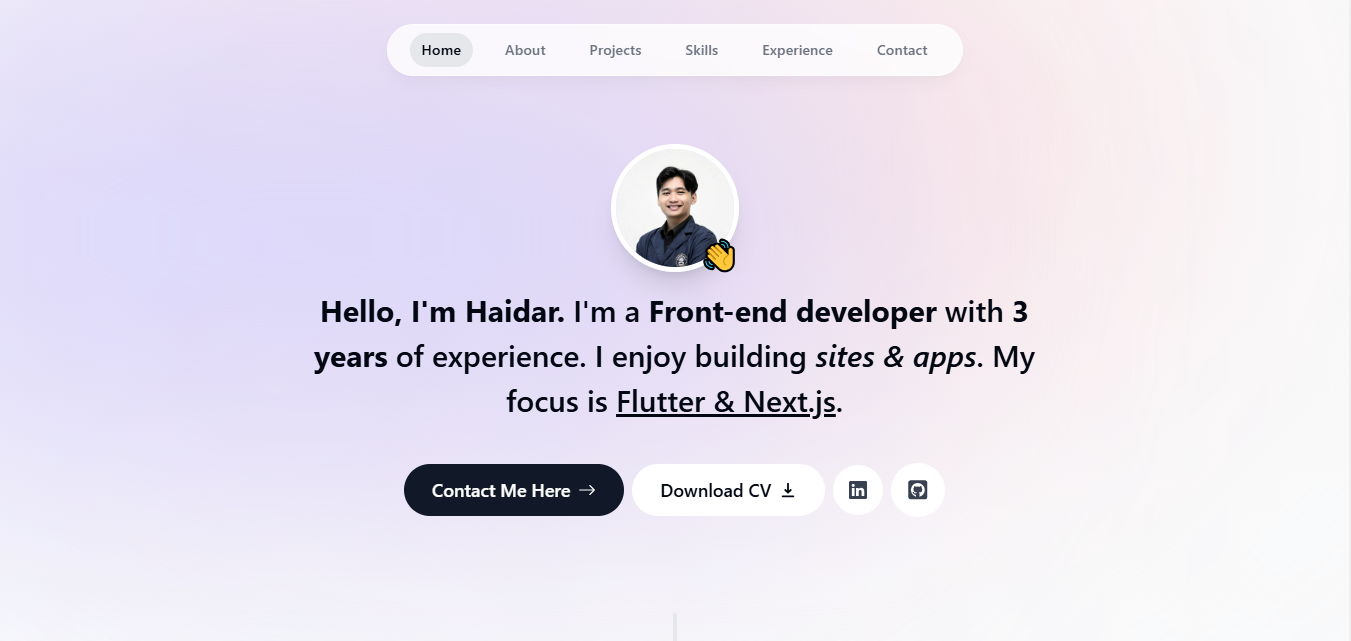 Home About Projects Skills Experience Contact
Hello, I'm Haidar. I'm a Front-end developer with 3
years of experience. I enjoy building sites & apps. My
focus is Flutter & Next.js.
Contact Me Here Download CV in